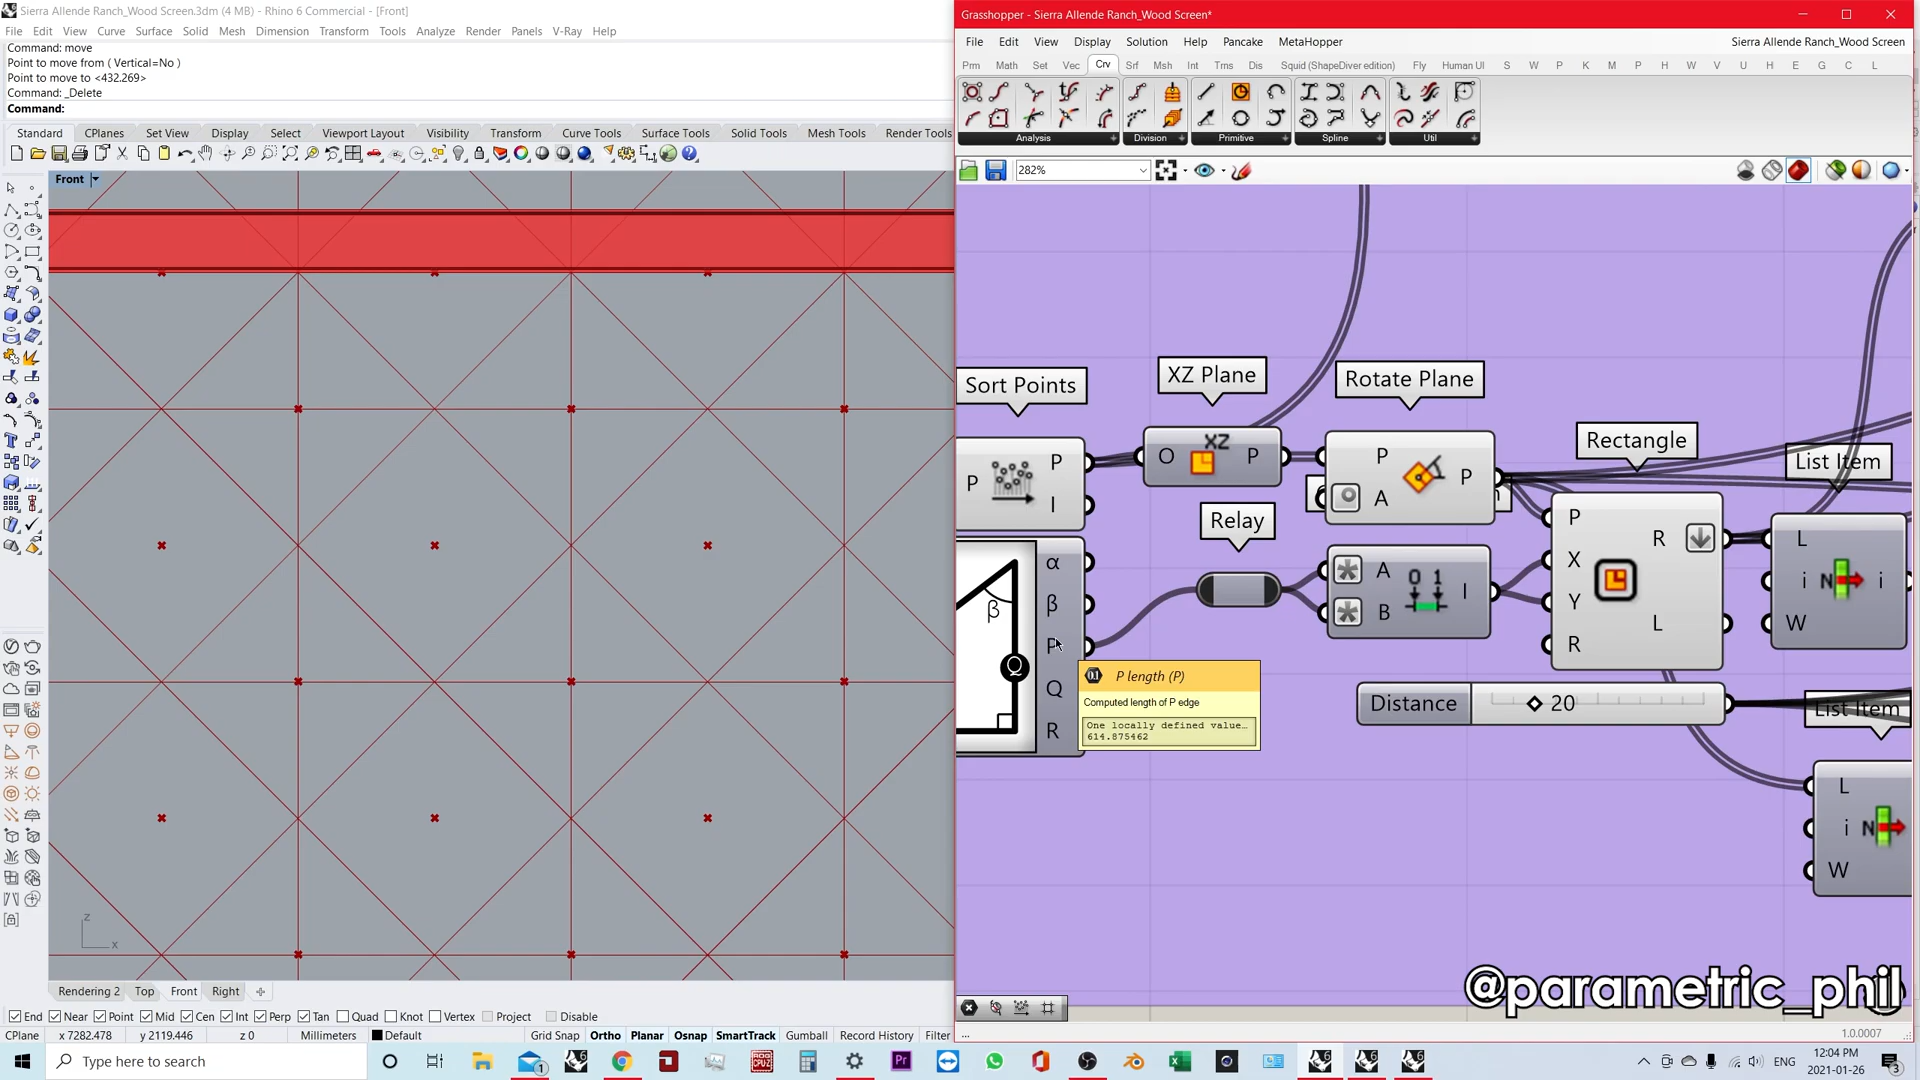 Sierra Allende Ranch_Wood Screen.3dm (4 MB) - Rhino 6 Commercial - [Front]
File Edit View Curve Surface Solid Mesh Dimension Transform Tools Analyze Render Panels V-Ray Help
Command: move
Point to move from ( Vertical=No )
Point to move to <432.269>
Command: _Delete
Command:
Standard CPlanes Set View Display Select Viewport Layout Visibility Transform Curve Tools Surface Tools Solid Tools Mesh Tools Render Tools
Front
z
x
Rendering 2 Top Front Right
End Near Point Mid Cen Int Perp Tan Quad Knot Vertex Project Disable
CPlane x 7282.478 y 2119.446 z 0 Millimeters Default Grid Snap Ortho Planar Osnap SmartTrack Gumball Record History Filter
Grasshopper - Sierra Allende Ranch_Wood Screen*
File Edit View Display Solution Help Pancake MetaHopper Sierra Allende Ranch_Wood Screen
Prm Math Set Vec Crv Srf Msh Int Trns Dis Squid (ShapeDiver edition) Fly Human UI S W P K M P H W V U H E G C L
Analysis Division Primitive Spline Util
282%
Sort Points
XZ Plane
Rotate Plane
Rectangle
List Item
Relay
P P I
O XZ P
P A P
n
α β P Q R
β
Q
A B 0 1 I
P X Y R R L
L i W N i
Distance 20
List Item
L i W N
P length (P)
Computed length of P edge
One locally defined value...
614.875462
@parametric_phil
...
1.0.0007
Type here to search
1
Pr
ENG
12:04 PM
2021-01-26
3